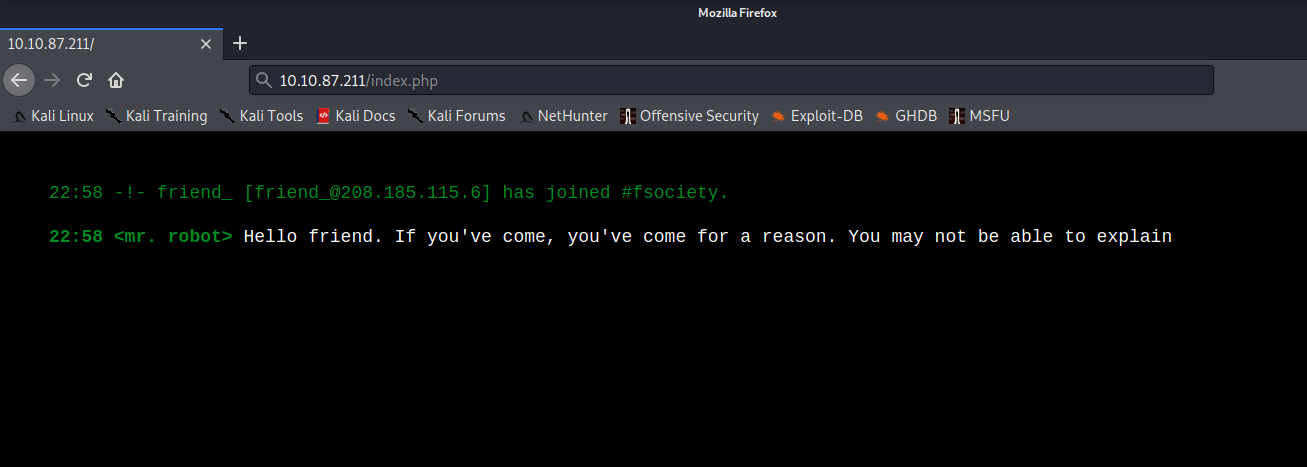 Mozilla Firefox
10.10.87.211/
10.10.87.211/index.php
Kali Linux Kali Training Kali Tools Kali Docs Kali Forums NetHunter Offensive Security Exploit-DB GHDB MSFU
22:58 -!- friend_ [friend_@208.185.115.6] has joined #fsociety.
22:58 <mr. robot> Hello friend. If you've come, you've come for a reason. You may not be able to explain